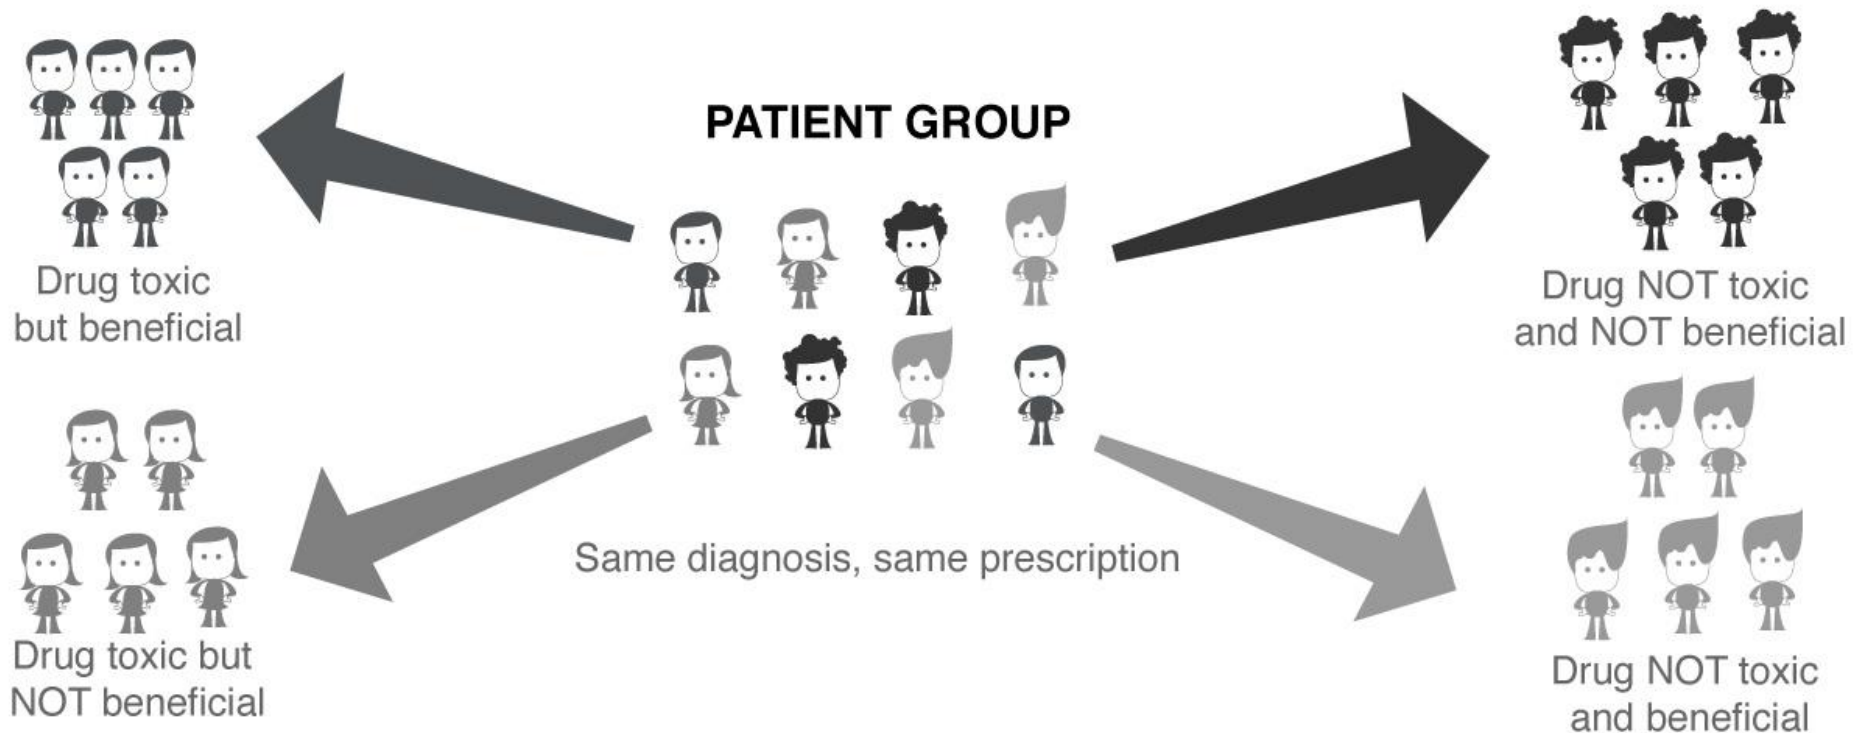 PATIENT GROUP
Drug toxic
but beneficial
Drug NOT toxic
and NOT beneficial
Same diagnosis, same prescription
Drug toxic but
NOT beneficial
Drug NOT toxic
and beneficial